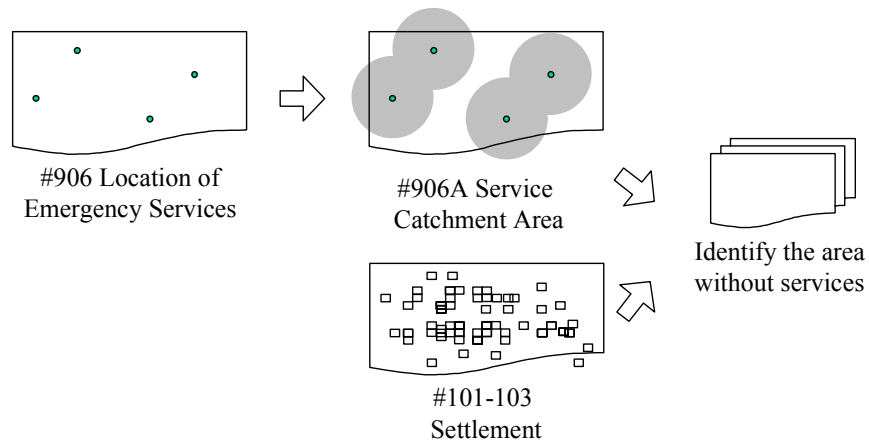 #906 Location of
Emergency Services
#906A Service
Catchment Area
Identify the area
without services
#101-103
Settlement